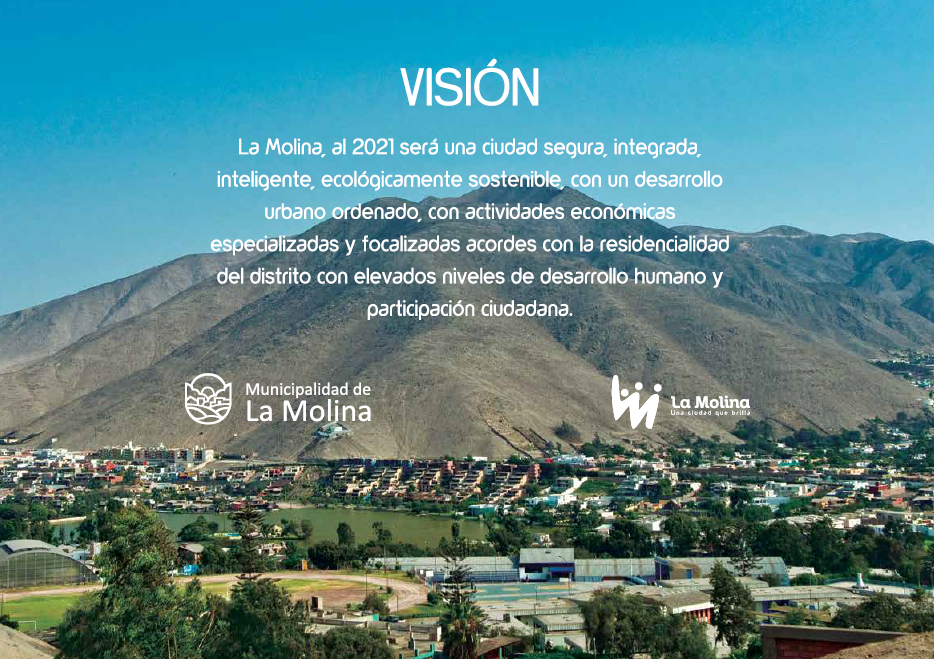 VISIÓN
La Molina, al 2021 será una ciudad segura, integrada,
inteligente, ecológicamente sostenible, con un desarrollo
urbano ordenado, con actividades económicas
especializadas y focalizadas acordes con la residencialidad
del distrito con elevados niveles de desarrollo humano y
participación ciudadana.
Municipalidad de
La Molina
La Molina
Una ciudad que brilla